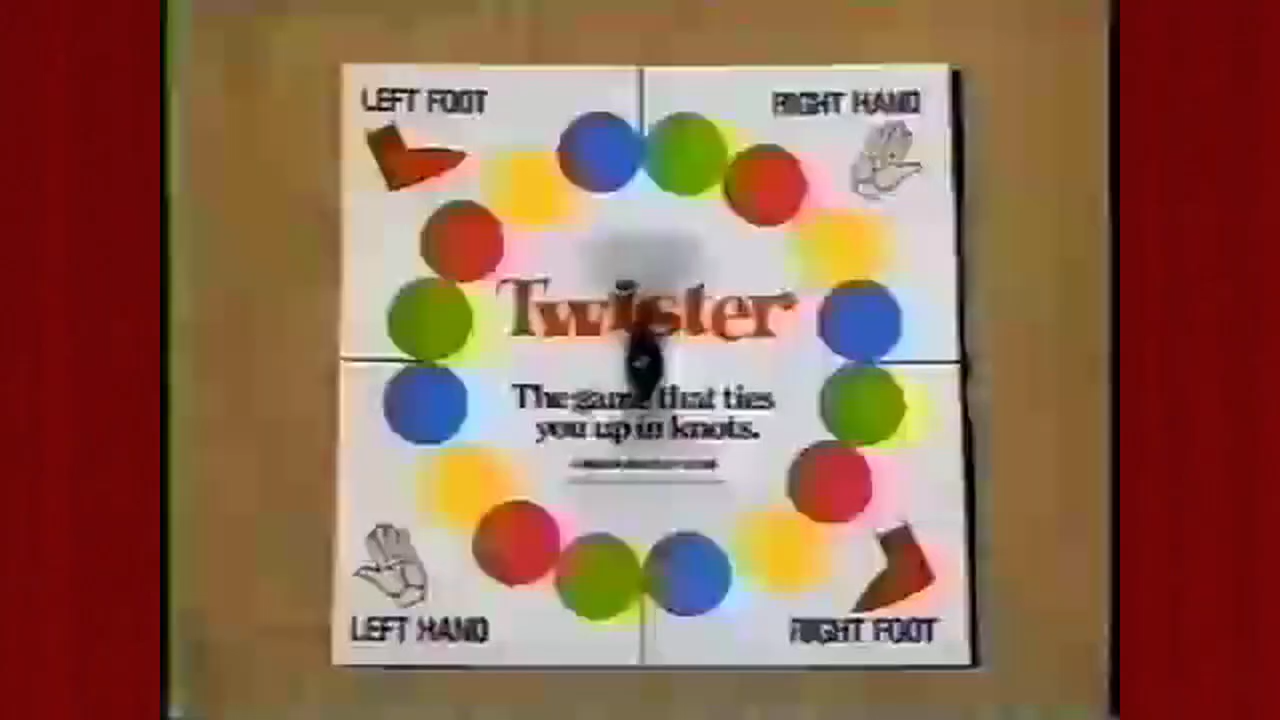 LEFT FOOT
RIGHT HAND
Twister
The game that ties
you up in knots.
LEFT HAND
RIGHT FOOT